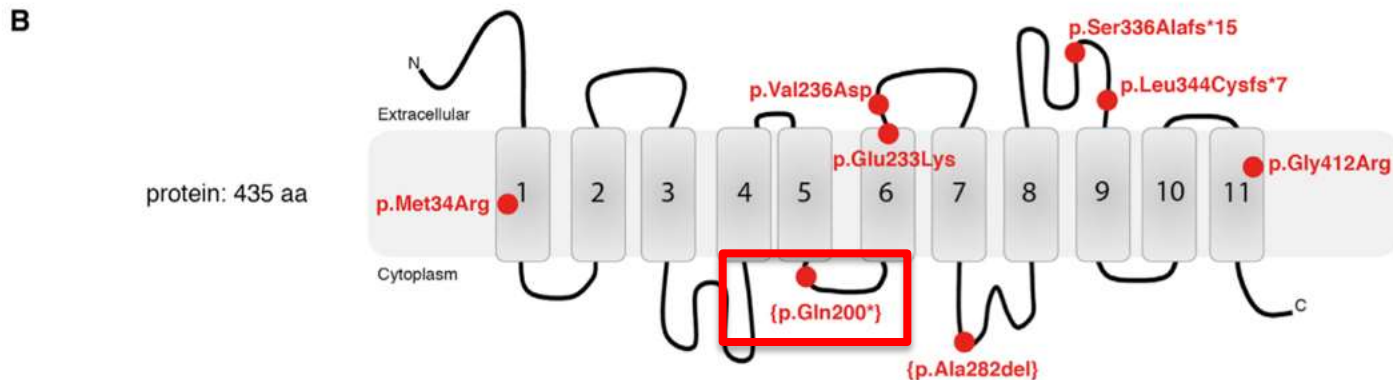 B
p.Ser336Alafs*15
N
p.Val236Asp
p.Leu344Cysfs*7
Extracellular
p.Glu233Lys
p.Gly412Arg
protein: 435 aa
p.Met34Arg
1 2 3 4 5 6 7 8 9 10 11
Cytoplasm
{p.Gln200*}
C
{p.Ala282del}